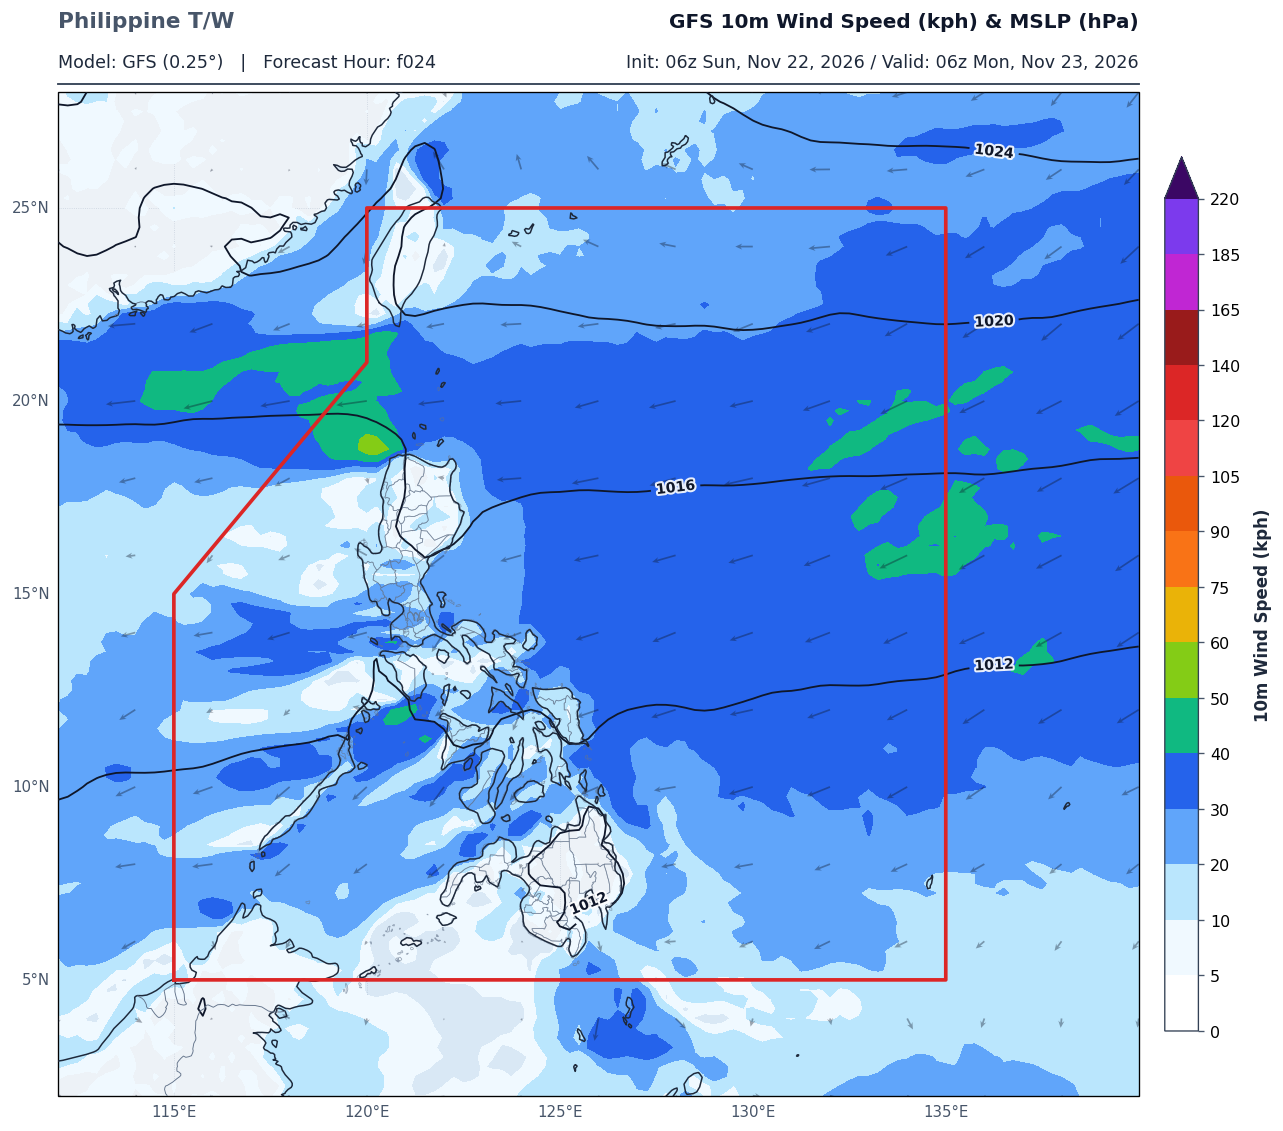 Philippine T/W
GFS 10m Wind Speed (kph) & MSLP (hPa)
Model: GFS (0.25°)   |   Forecast Hour: f024
Init: 06z Sun, Nov 22, 2026 / Valid: 06z Mon, Nov 23, 2026
1024
1020
1016
1012
1012
25°N
20°N
15°N
10°N
5°N
115°E
120°E
125°E
130°E
135°E
220
185
165
140
120
105
90
75
60
50
40
30
20
10
5
0
10m Wind Speed (kph)